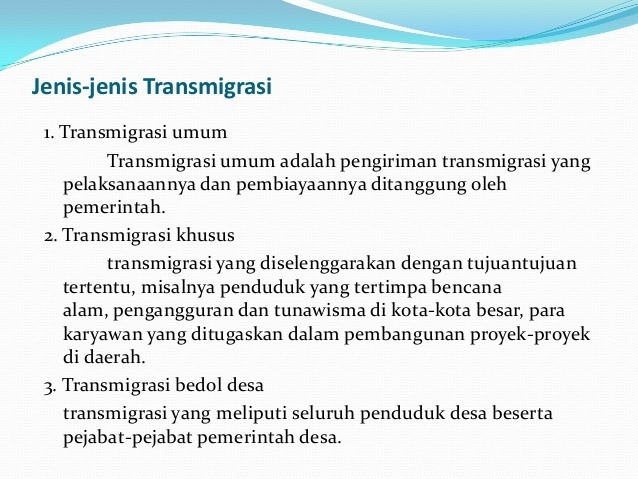 Jenis-jenis Transmigrasi
1. Transmigrasi umum
Transmigrasi umum adalah pengiriman transmigrasi yang
pelaksanaannya dan pembiayaannya ditanggung oleh
pemerintah.
2. Transmigrasi khusus
transmigrasi yang diselenggarakan dengan tujuantujuan
tertentu, misalnya penduduk yang tertimpa bencana
alam, pengangguran dan tunawisma di kota-kota besar, para
karyawan yang ditugaskan dalam pembangunan proyek-proyek
di daerah.
3. Transmigrasi bedol desa
transmigrasi yang meliputi seluruh penduduk desa beserta
pejabat-pejabat pemerintah desa.